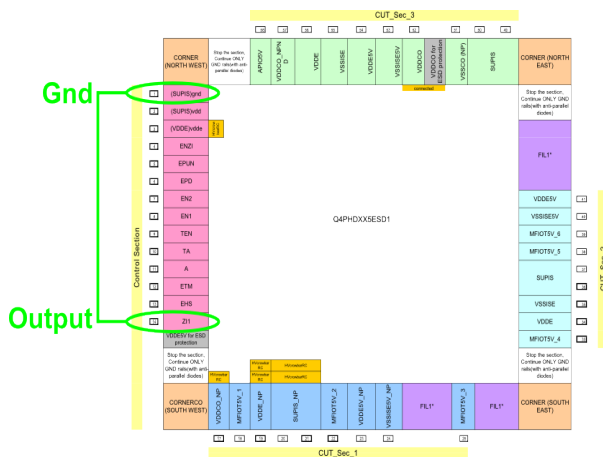 CUT_Sec_3
CORNER
(NORTH WEST)
Stop the section,
Continue ONLY
GND rails(with anti-
parallel diodes)
APIO5V
VDDCO_NPN
D
VDDE
VSSISE
VDDE5V
VSSISE5V
VDDCO
VDDCO for
ESD protection
VSSCO (NP)
SUPIS
CORNER (NORTH
EAST)
connected
Gnd
(SUPIS)gnd
(SUPIS)vdd
(VDDE)vdde
ENZI
EPUN
EPD
EN2
EN1
TEN
TA
A
ETM
EHS
ZI1
VDDE5V for ESD
protection
Output
Control Section
Stop the section,
Continue ONLY
GND rails(with anti-
parallel diodes)
Q4PHDXX5ESD1
Stop the section,
Continue ONLY GND
rails(with anti-parallel
diodes)
FIL1*
VDDE5V
VSSISE5V
MFIOT5V_6
MFIOT5V_5
SUPIS
VSSISE
VDDE
MFIOT5V_4
Stop the section,
Continue ONLY GND
rails(with anti-parallel
diodes)
CORNERCO
(SOUTH WEST)
VDDCO_NP
MFIOT5V_1
VDDE_NP
SUPIS_NP
MFIOT5V_2
VDDE5V_NP
VSSISE5V_NP
FIL1*
MFIOT5V_3
FIL1*
CORNER (SOUTH
EAST)
CUT_Sec_1